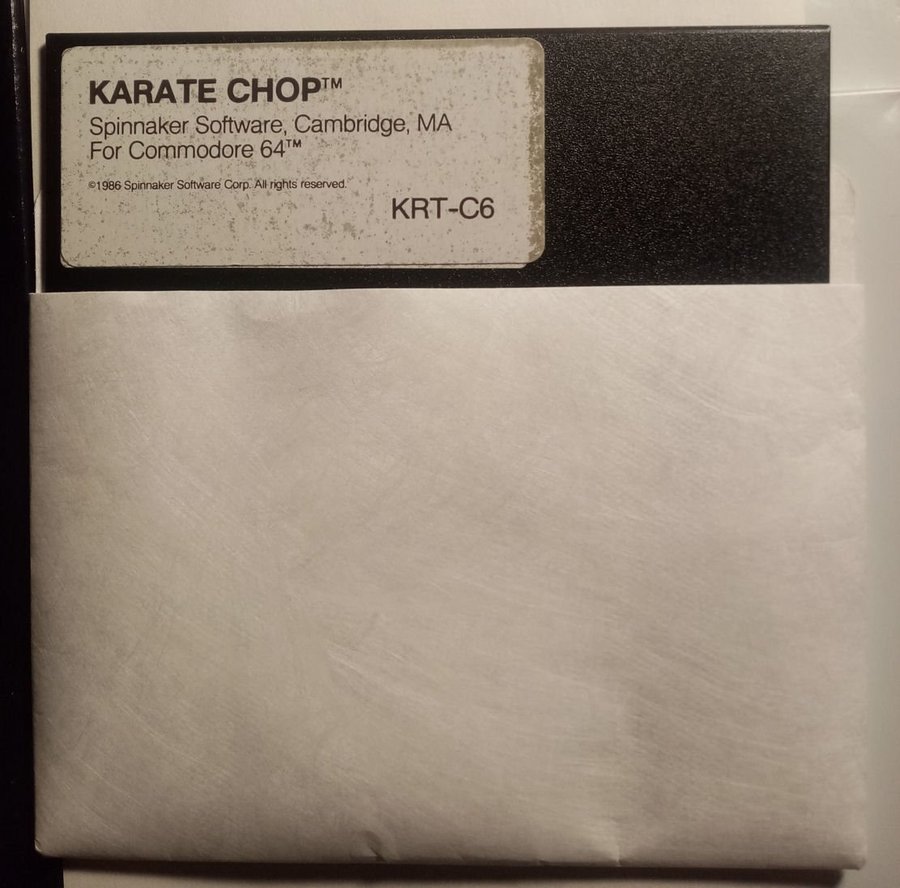 KARATE CHOP™
Spinnaker Software, Cambridge, MA
For Commodore 64™
©1986 Spinnaker Software Corp. All rights reserved.
KRT-C6